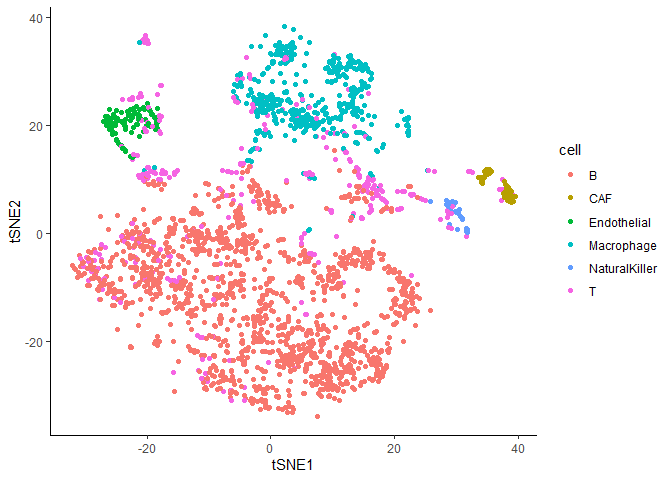 40
20
0
-20
tSNE2
-20
0
20
40
tSNE1
cell
B
CAF
Endothelial
Macrophage
NaturalKiller
T